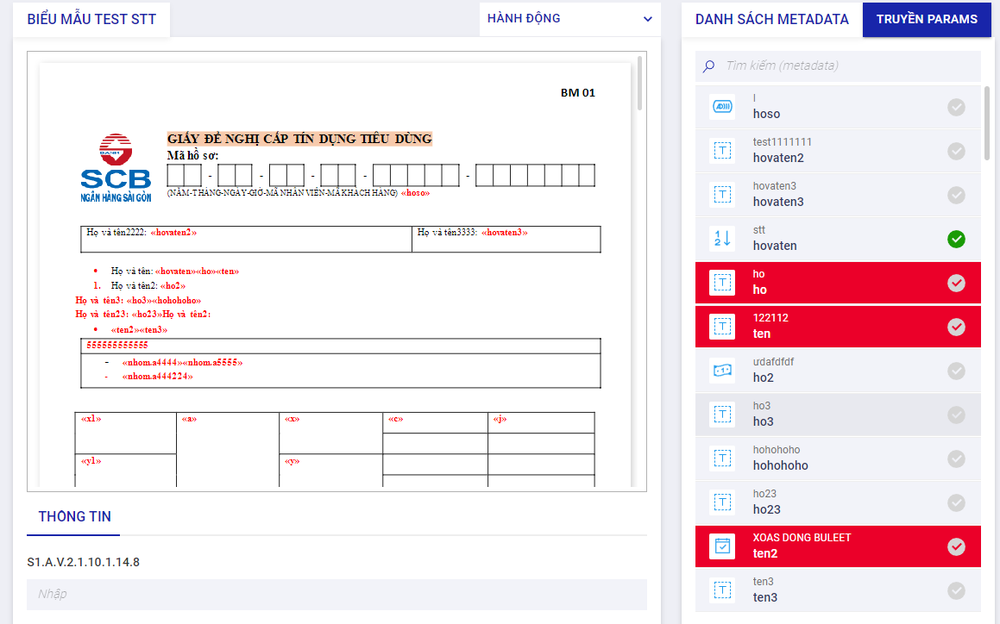 BIỂU MẪU TEST STT
HÀNH ĐỘNG
BM 01
GIẤY ĐỀ NGHỊ CẤP TÍN DỤNG TIÊU DÙNG
Mã hồ sơ:
- - - - -
(NĂM-THÁNG-NGÀY-GIỜ-MÃ NHÂN VIÊN-MÃ KHÁCH HÀNG) «hoso»
SCB
NGÂN HÀNG SÀI GÒN
Họ và tên2222: «hovaten2»
Họ và tên3333: «hovaten3»
• Họ và tên: «hovaten»«ho»«ten»
1. Họ và tên2: «ho2»
Họ và tên3: «ho3»«hohohoho»
Họ và tên23: «ho23»Họ và tên2:
• «ten2»«ten3»
555555555555
- «nhom.a4444»«nhom.a5555»
- «nhom.a444224»
«x1» «a» «x» «c» «j»
«y1» «y»
THÔNG TIN
S1.A.V.2.1.10.1.14.8
Nhập
DANH SÁCH METADATA
TRUYỀN PARAMS
Tìm kiếm (metadata)
l
hoso
test1111111
hovaten2
hovaten3
hovaten3
stt
hovaten
ho
ho
122112
ten
ưdafdfdf
ho2
ho3
ho3
hohohoho
hohohoho
ho23
ho23
XOAS DONG BULEET
ten2
ten3
ten3